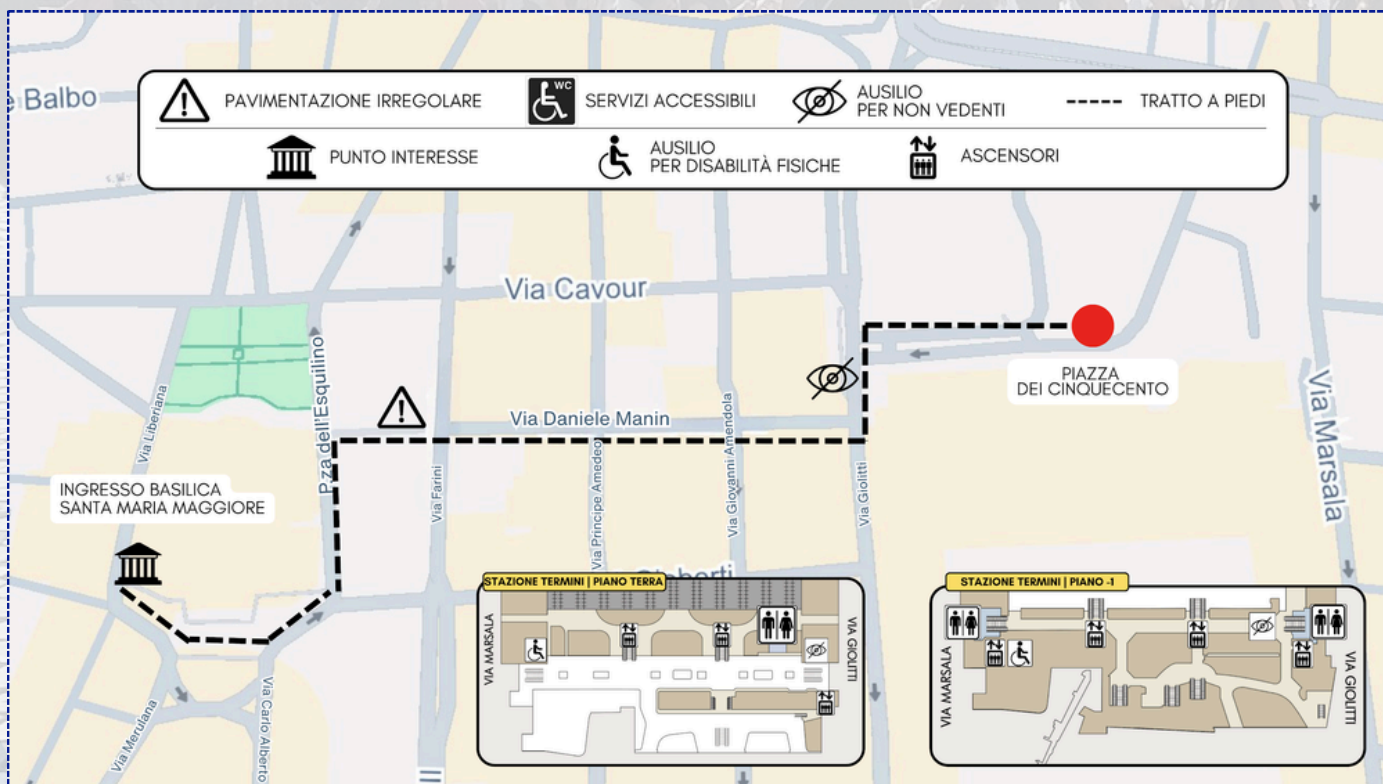 Balbo
PAVIMENTAZIONE IRREGOLARE
WC
SERVIZI ACCESSIBILI
AUSILIO
PER NON VEDENTI
TRATTO A PIEDI
PUNTO INTERESSE
AUSILIO
PER DISABILITÀ FISICHE
ASCENSORI
Via Cavour
PIAZZA
DEI CINQUECENTO
P.za dell'Esquilino
Via Liberiana
Via Daniele Manin
Via Farini
Via Principe Amedeo
Via Giovanni Amendola
Via Giolitti
Via Marsala
INGRESSO BASILICA
SANTA MARIA MAGGIORE
Via Merulana
Via Carlo Alberto
STAZIONE TERMINI | PIANO TERRA
VIA MARSALA
VIA GIOLITTI
STAZIONE TERMINI | PIANO -1
VIA MARSALA
VIA GIOLITTI